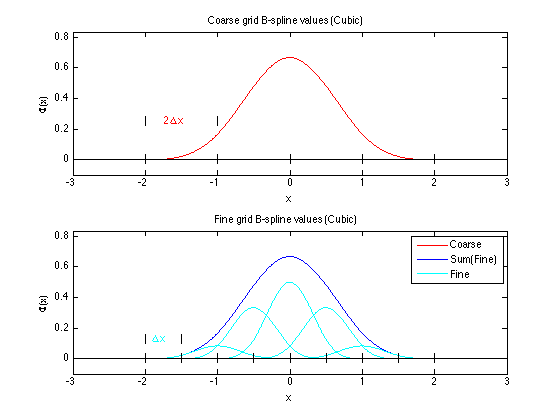 Coarse grid B-spline values (Cubic)
0.8
0.6
0.4
0.2
0
Φ(x)
2Δx
-3
-2
-1
0
1
2
3
x
Fine grid B-spline values (Cubic)
0.8
0.6
0.4
0.2
0
Φ(x)
Δx
Coarse
Sum(Fine)
Fine
-3
-2
-1
0
1
2
3
x